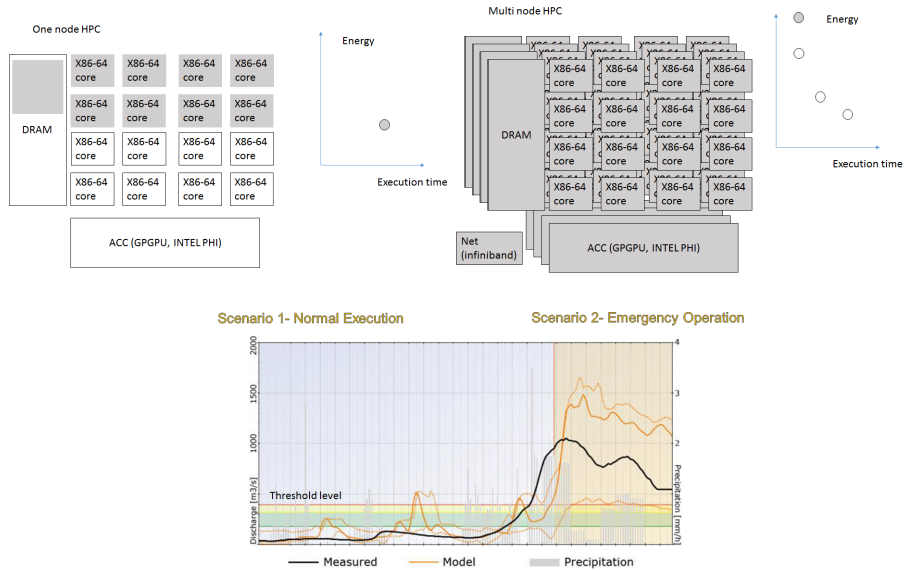 One node HPC
Multi node HPC
Energy
Energy
X86-64 core X86-64 core X86-64 core X86-64 core
X86-64 core X86-64 core X86-64 core X86-64 core
X86-64 core X86-64 core X86-64 core X86-64 core
X86-64 core X86-64 core X86-64 core X86-64 core
DRAM
Execution time
ACC (GPGPU, INTEL PHI)
X86-64 core X86-64 core X86-64 core X86-64 core
X86-64 core X86-64 core X86-64 core X86-64 core
X86-64 core X86-64 core X86-64 core X86-64 core
X86-64 core X86-64 core X86-64 core X86-64 core
DRAM
Execution time
Net
(infiniband)
ACC (GPGPU, INTEL PHI)
Scenario 1- Normal Execution
Scenario 2- Emergency Operation
2000
1500
1000
Discharge [m3/s]
Threshold level
4
3
2
Precipitation [mm/h]
Measured
Model
Precipitation